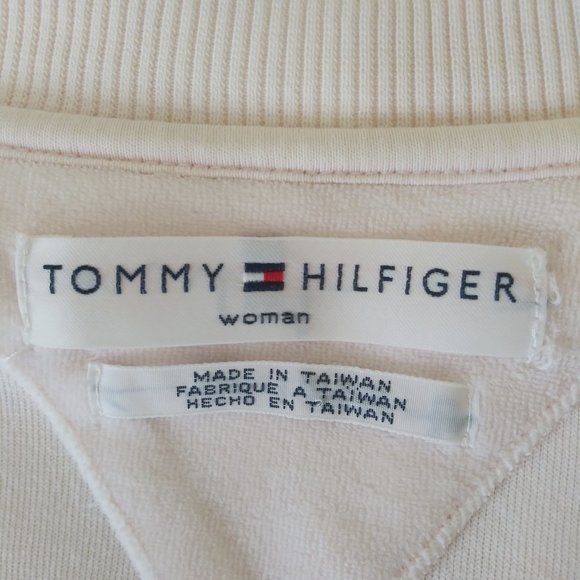 TOMMY HILFIGER
woman
MADE IN TAIWAN
FABRIQUE A TAIWAN
HECHO EN TAIWAN